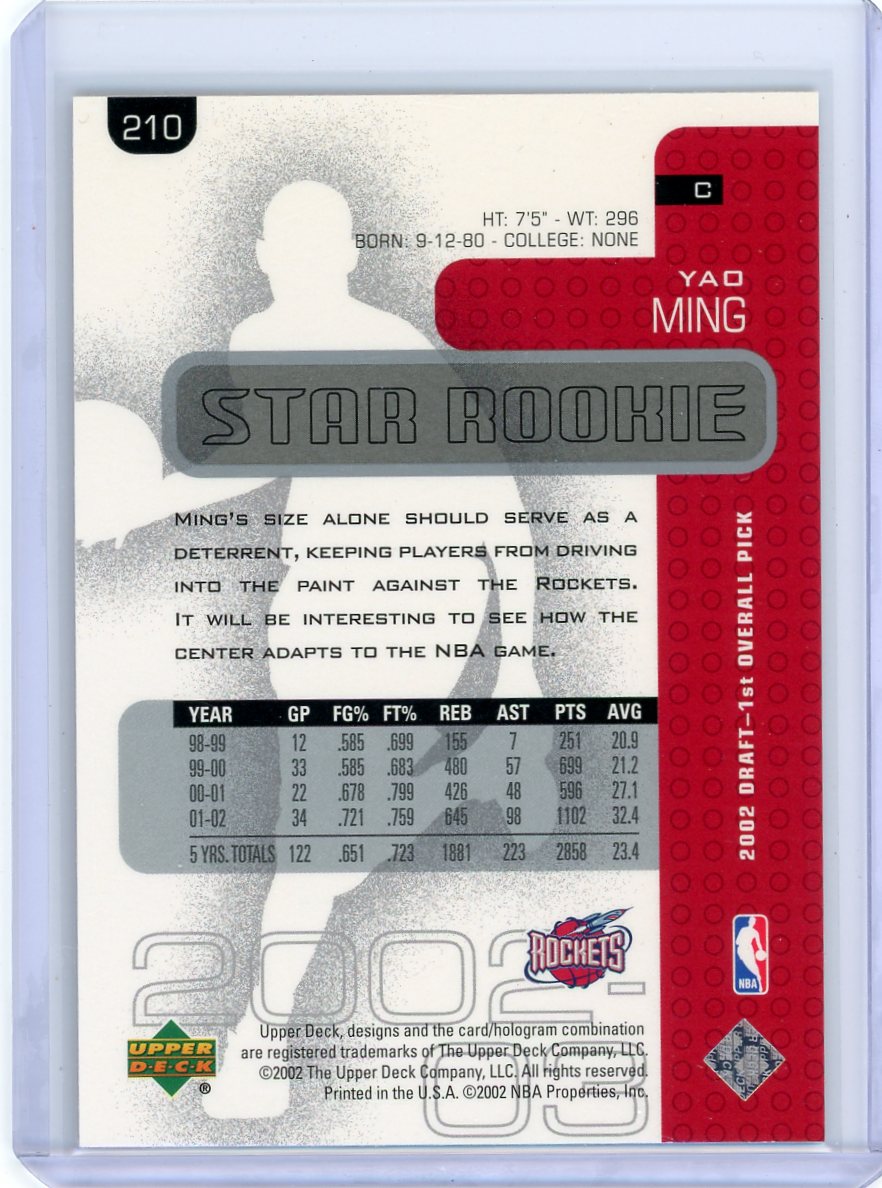 210
C
HT: 7'5" - WT: 296
BORN: 9-12-80 - COLLEGE: NONE
YAO
MING
STAR ROOKIE
MING'S SIZE ALONE SHOULD SERVE AS A
DETERRENT, KEEPING PLAYERS FROM DRIVING
INTO THE PAINT AGAINST THE ROCKETS.
IT WILL BE INTERESTING TO SEE HOW THE
CENTER ADAPTS TO THE NBA GAME.
2002 DRAFT–1st OVERALL PICK
YEAR GP FG% FT% REB AST PTS AVG
98-99 12 .585 .699 155 7 251 20.9
99-00 33 .585 .683 480 57 699 21.2
00-01 22 .678 .799 426 48 596 27.1
01-02 34 .721 .759 645 98 1102 32.4
5 YRS. TOTALS 122 .651 .723 1881 223 2858 23.4
ROCKETS
NBA
2002-
03
UPPER
D•E•C•K
®
Upper Deck, designs and the card/hologram combination
are registered trademarks of The Upper Deck Company, LLC.
©2002 The Upper Deck Company, LLC. All rights reserved.
Printed in the U.S.A. ©2002 NBA Properties, Inc.